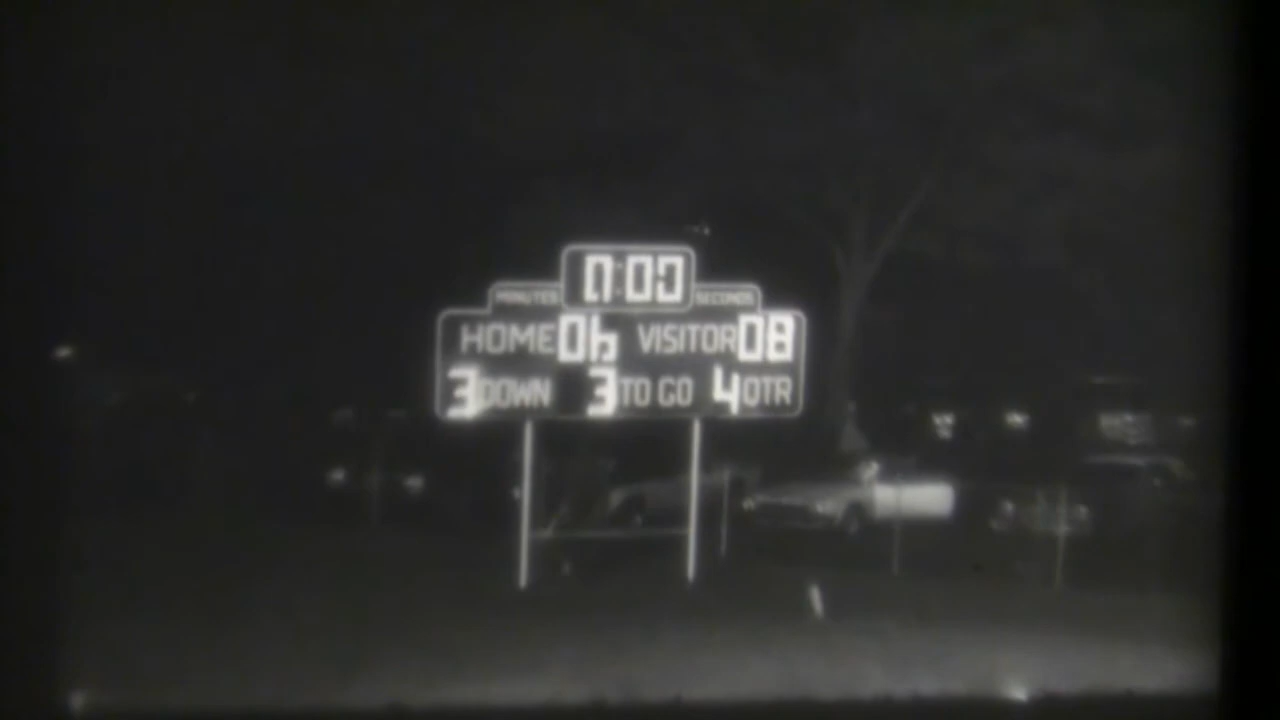 0:00
MINUTES SECONDS
HOME 06 VISITOR 08
3 DOWN 3 TO GO 4 QTR